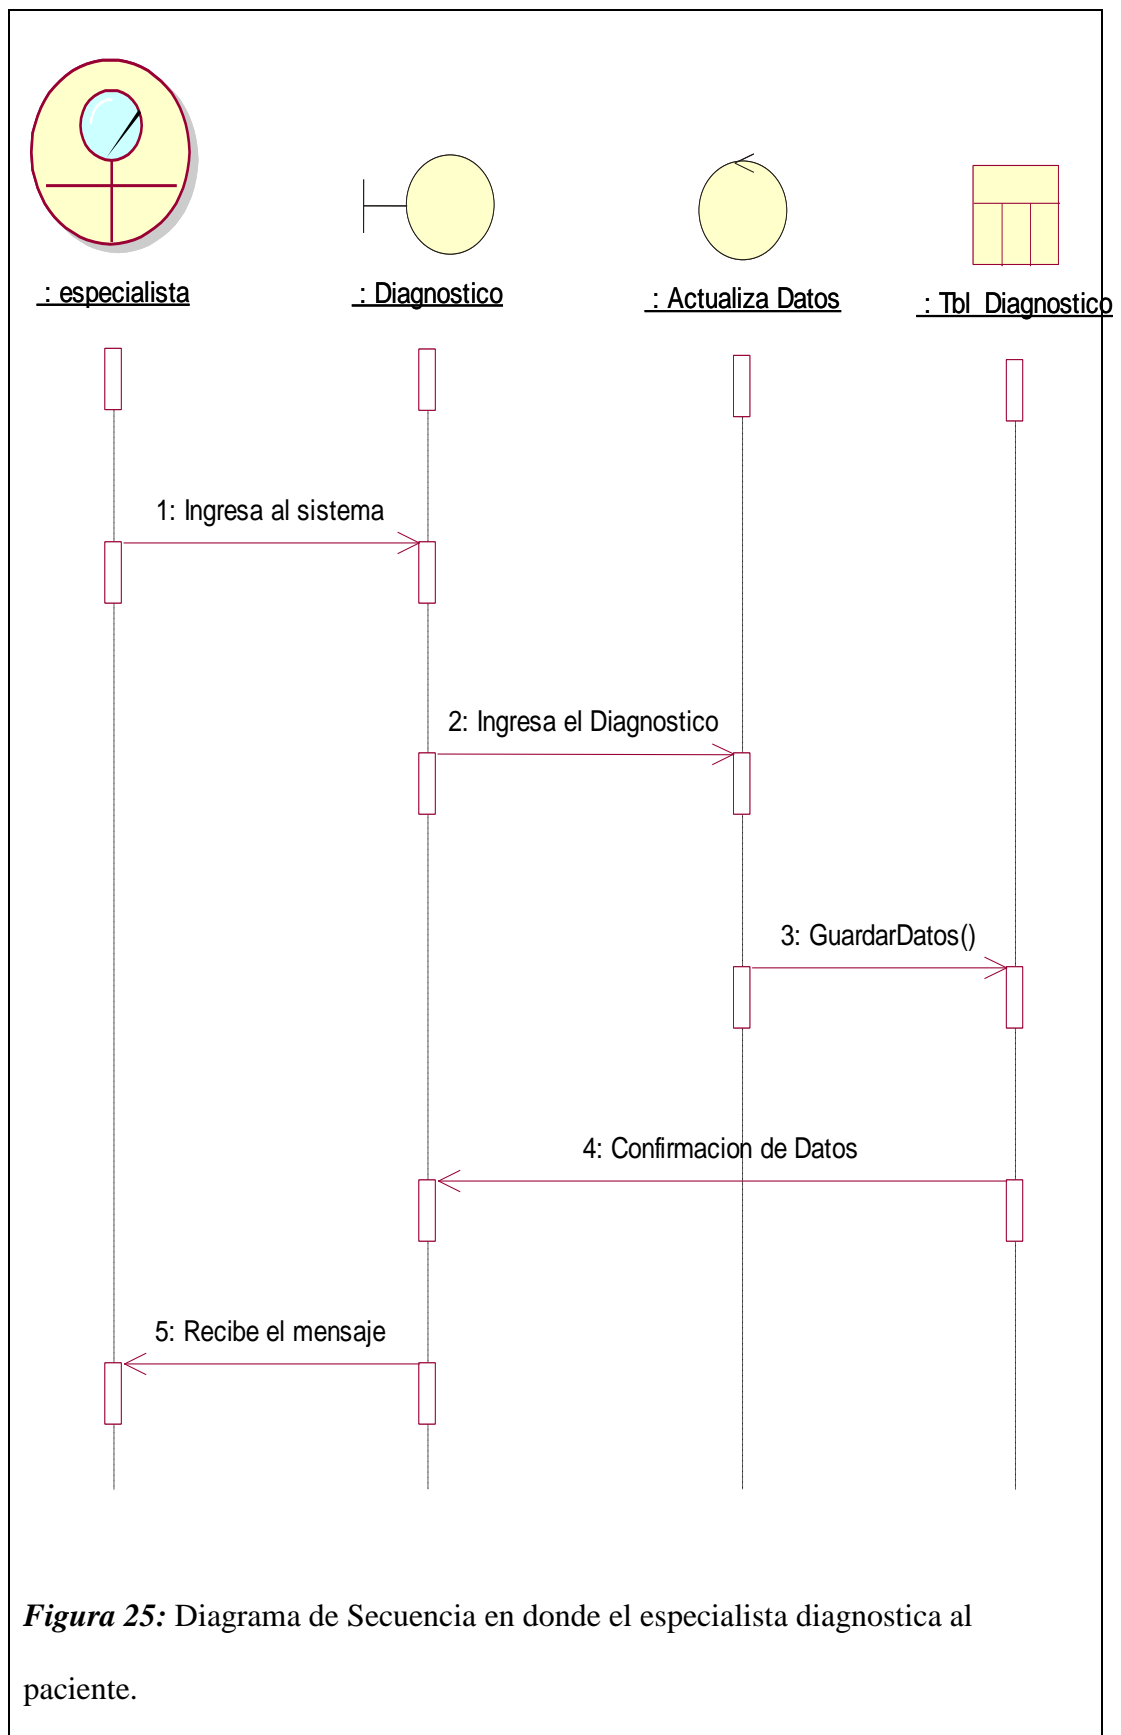 : especialista
: Diagnostico
: Actualiza Datos
: Tbl_Diagnostico
1: Ingresa al sistema
2: Ingresa el Diagnostico
3: GuardarDatos()
4: Confirmacion de Datos
5: Recibe el mensaje
Figura 25: Diagrama de Secuencia en donde el especialista diagnostica al
paciente.